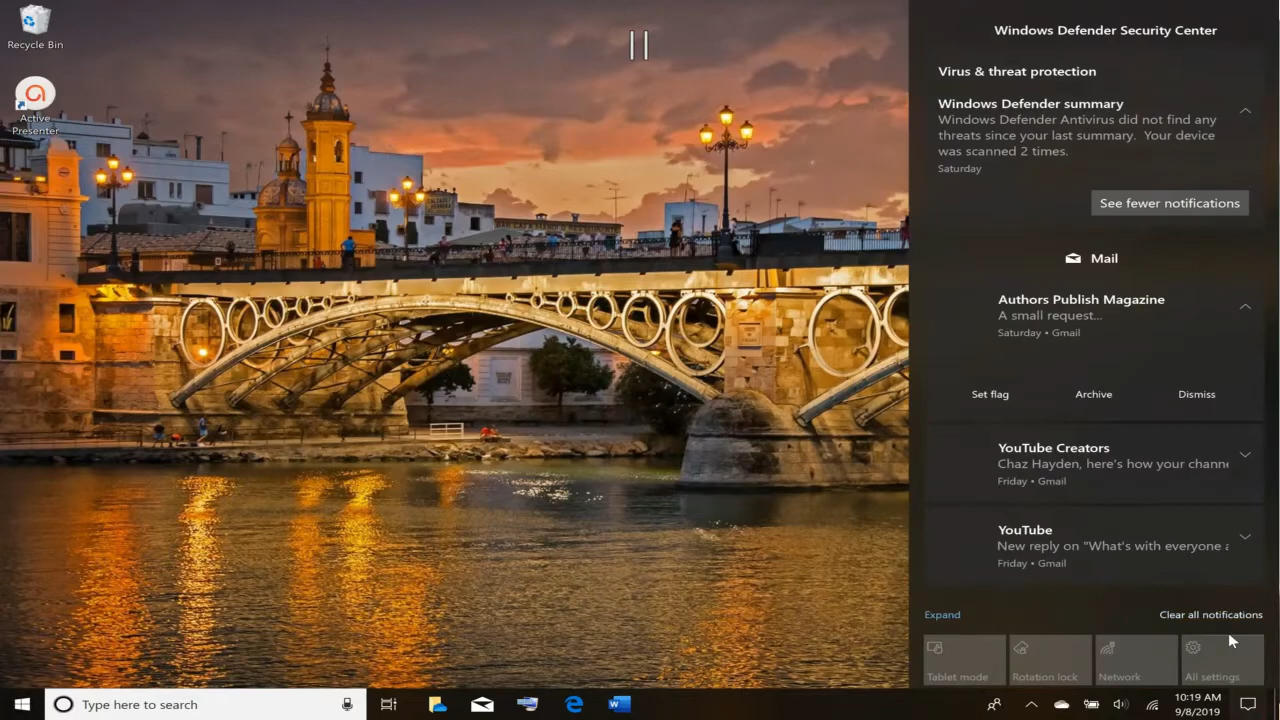 Recycle Bin
Active
Presenter
Windows Defender Security Center
Virus & threat protection
Windows Defender summary
Windows Defender Antivirus did not find any
threats since your last summary. Your device
was scanned 2 times.
Saturday
See fewer notifications
Mail
Authors Publish Magazine
A small request...
Saturday • Gmail
Set flag
Archive
Dismiss
YouTube Creators
Chaz Hayden, here's how your channe
Friday • Gmail
YouTube
New reply on "What's with everyone a
Friday • Gmail
Expand
Clear all notifications
Tablet mode
Rotation lock
Network
All settings
Type here to search
10:19 AM
9/8/2019